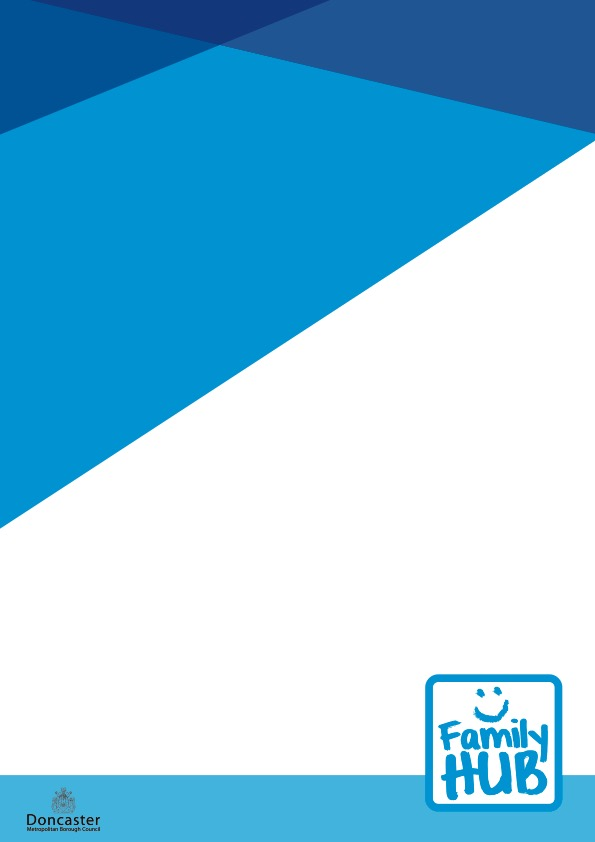 Family
HUB
Doncaster
Metropolitan Borough Council